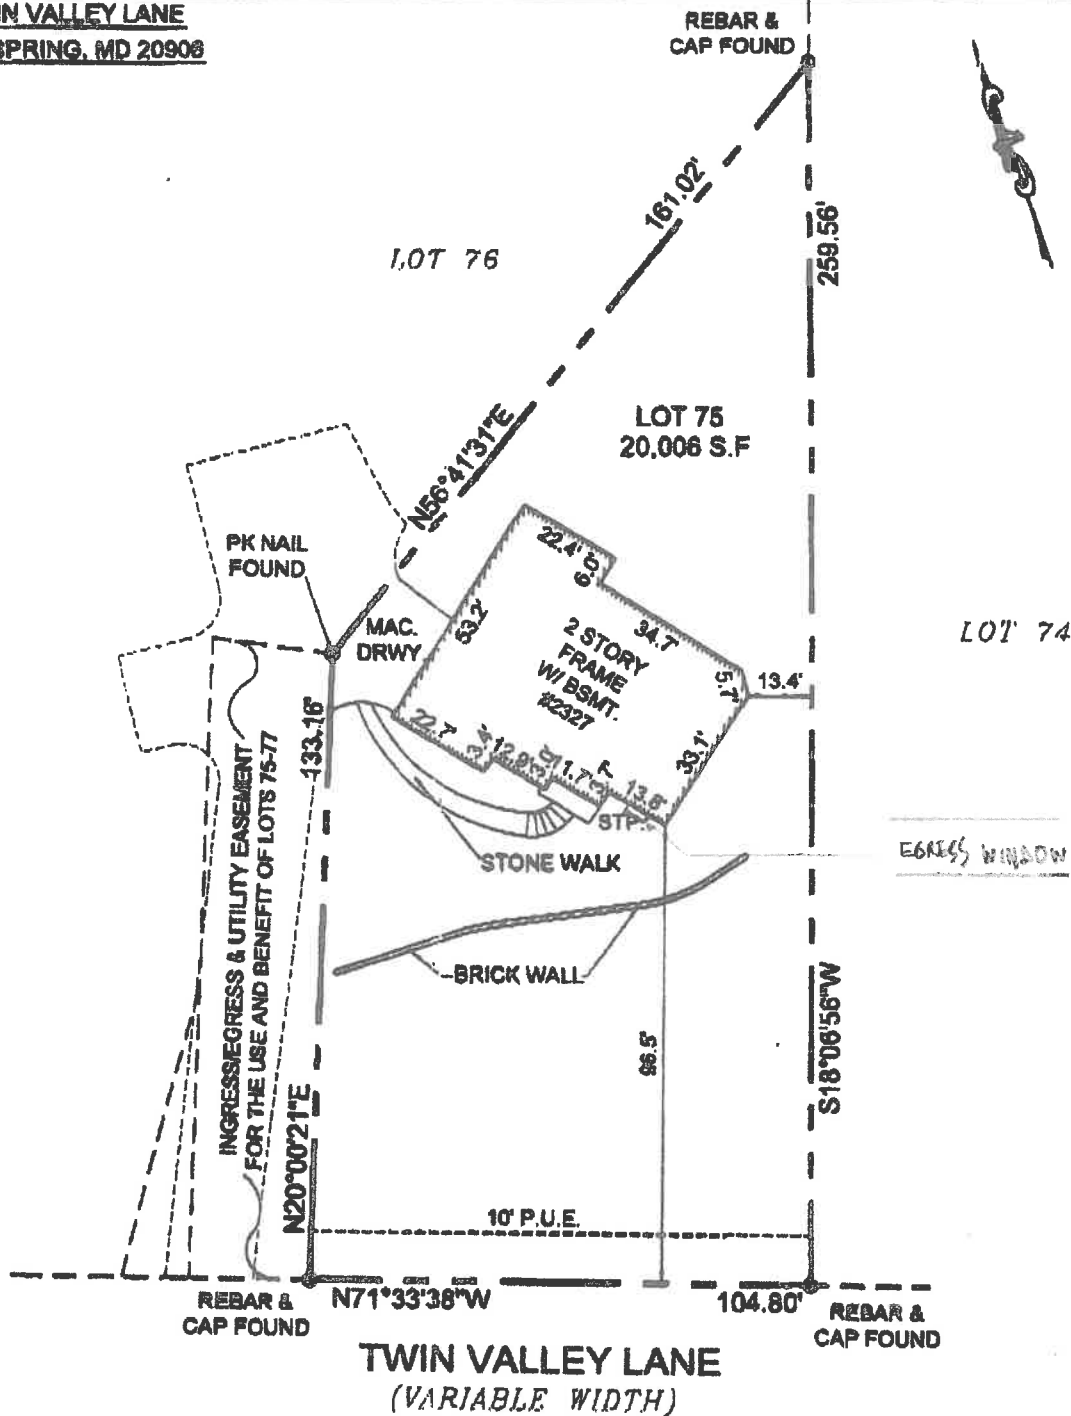 IN VALLEY LANE
SPRING, MD 20906
REBAR &
CAP FOUND
161.02'
259.56'
LOT 76
LOT 75
20,006 S.F
N56°41'31"E
PK NAIL
FOUND
MAC.
DRWY
22.4'
6.0'
53.2'
34.7'
2 STORY
FRAME
W/ BSMT.
#2327
5.7'
13.4'
LOT 74
133.16'
22.7'
3.4'
12.9'
11.7'
13.8'
33.1'
STP.
STONE WALK
EGRESS WINDOW
INGRESS/EGRESS & UTILITY EASEMENT
FOR THE USE AND BENEFIT OF LOTS 75-77
BRICK WALL
96.5'
S18°06'56"W
N20°00'21"E
10' P.U.E.
REBAR &
CAP FOUND
N71°33'38"W
104.80'
REBAR &
CAP FOUND
TWIN VALLEY LANE
(VARIABLE WIDTH)